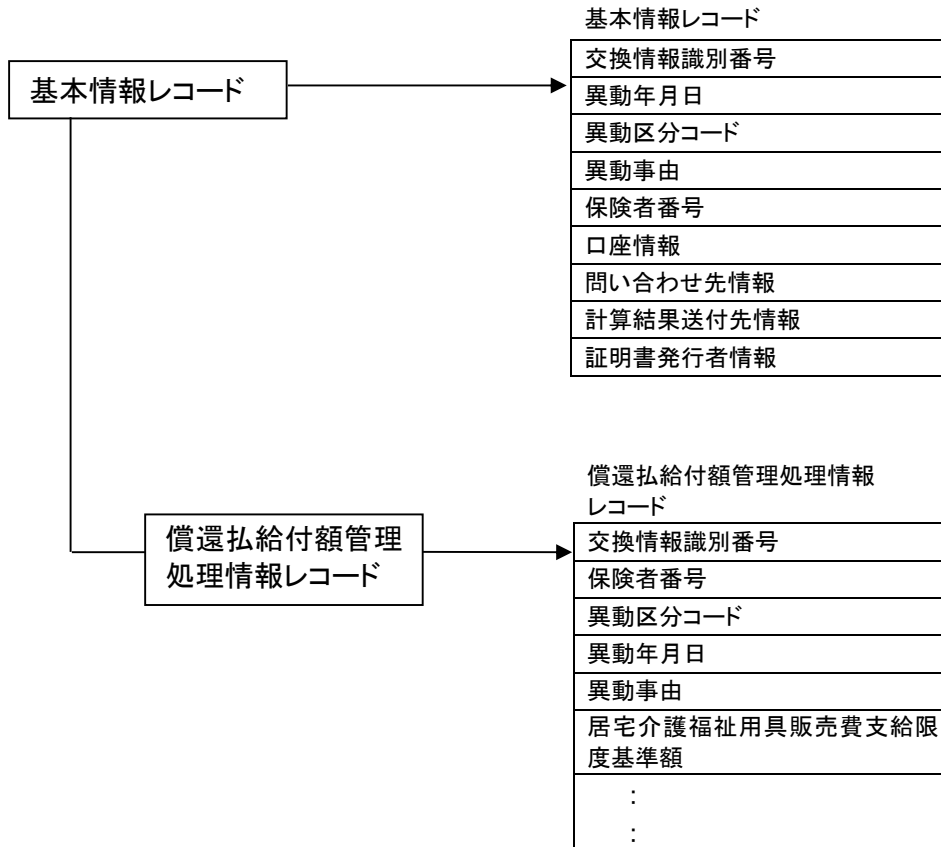 基本情報レコード
基本情報レコード
交換情報識別番号
異動年月日
異動区分コード
異動事由
保険者番号
口座情報
問い合わせ先情報
計算結果送付先情報
証明書発行者情報
償還払給付額管理
処理情報レコード
償還払給付額管理処理情報
レコード
交換情報識別番号
保険者番号
異動区分コード
異動年月日
異動事由
居宅介護福祉用具販売費支給限
度基準額
：
：